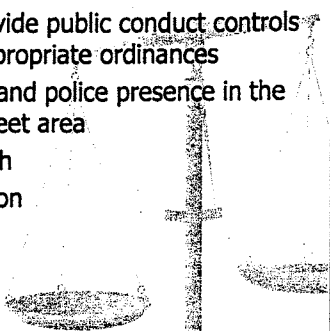 vide public conduct controls
propriate ordinances
and police presence in the
eet area
h
on